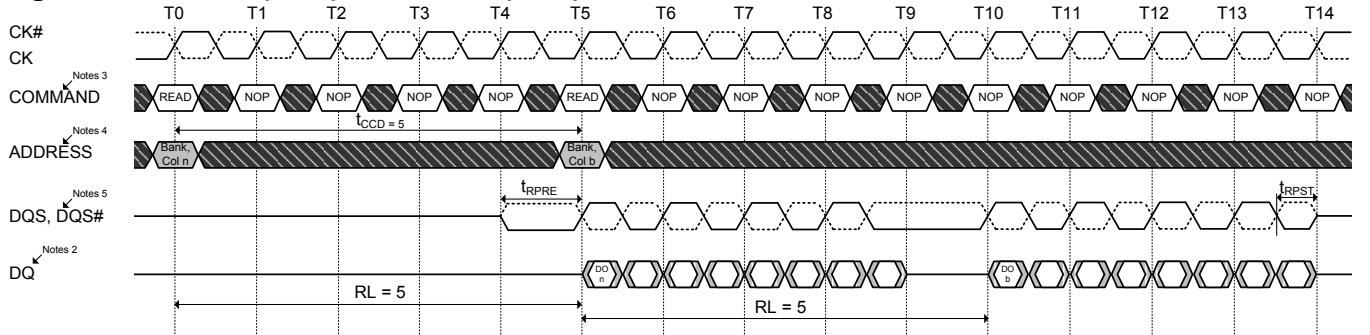 T0 T1 T2 T3 T4 T5 T6 T7 T8 T9 T10 T11 T12 T13 T14
CK#
CK
Notes 3
COMMAND READ NOP NOP NOP NOP READ NOP NOP NOP NOP NOP NOP NOP NOP NOP
tCCD = 5
Notes 4
ADDRESS Bank, Col n Bank, Col b
Notes 5
tRPRE tRPST
DQS, DQS#
Notes 2
DQ DO n DO b
RL = 5
RL = 5